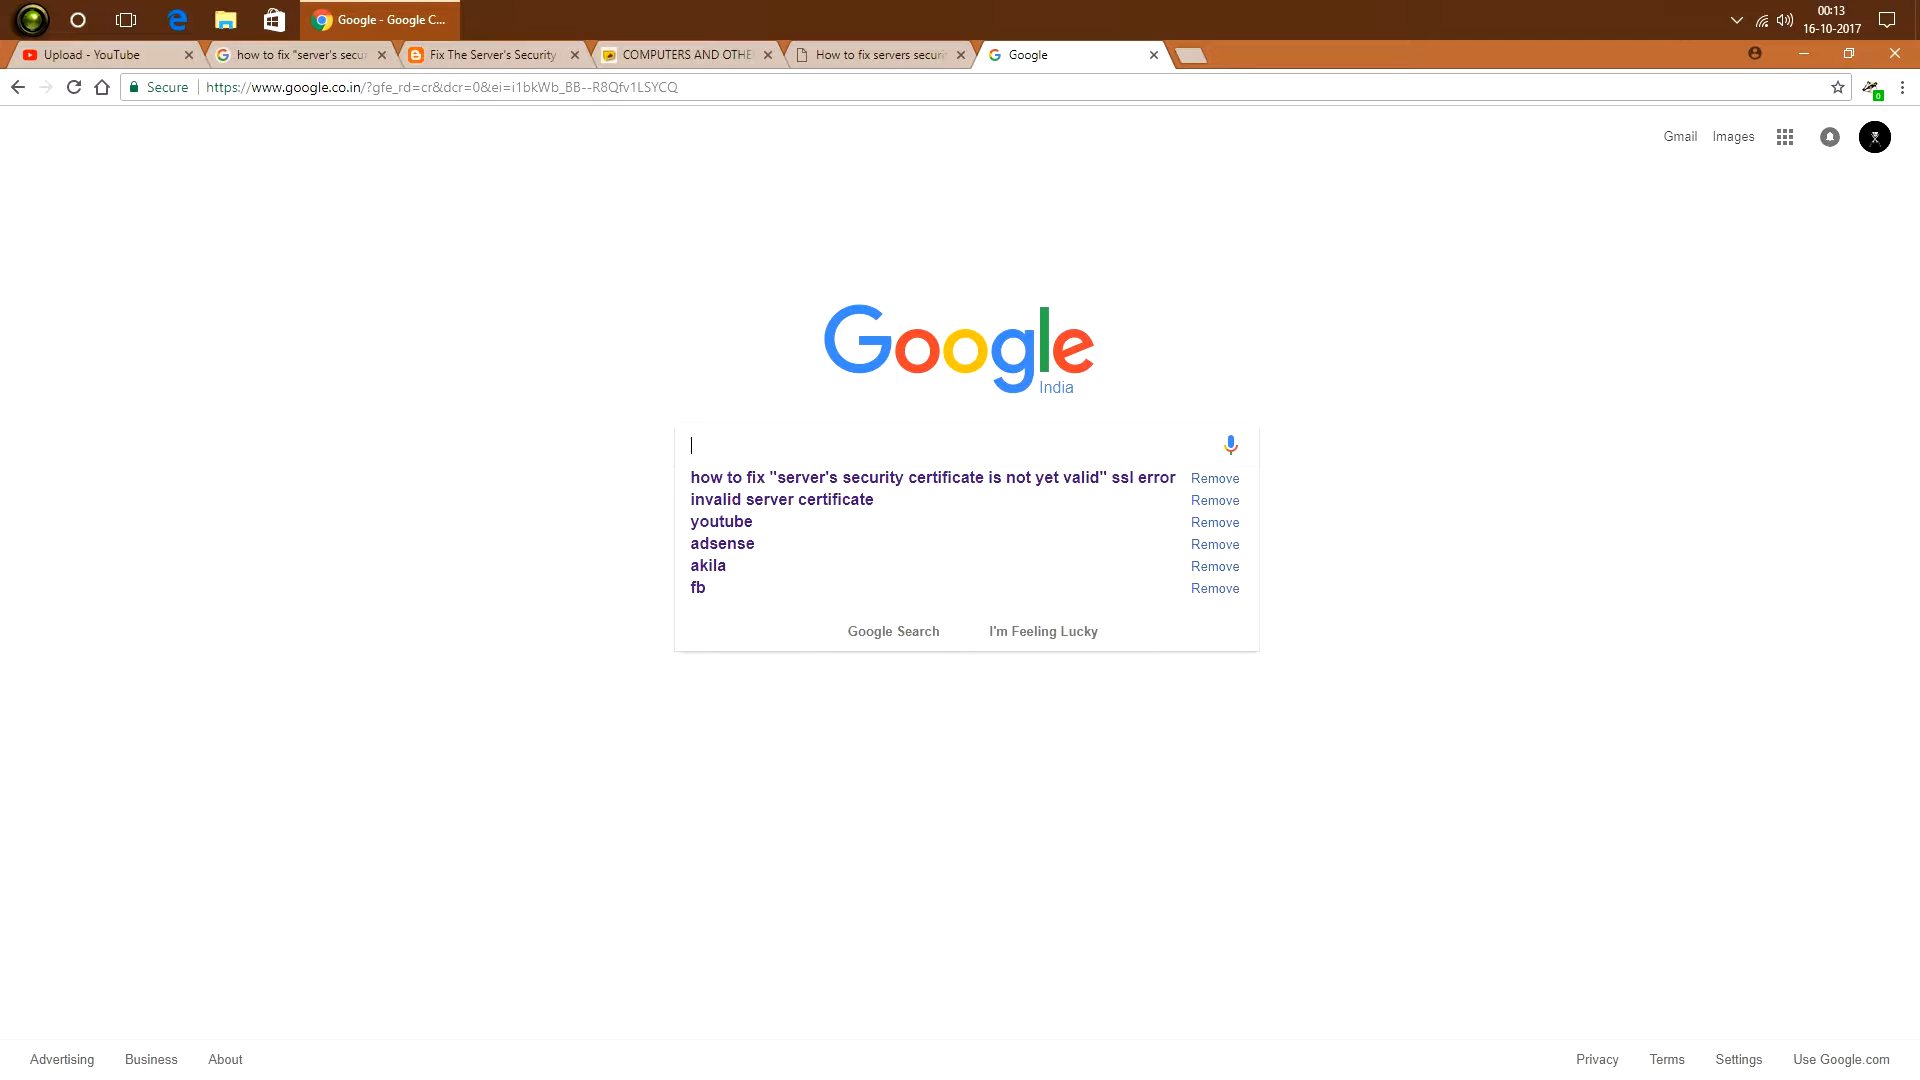 Google - Google C...
00:13
16-10-2017
Upload - YouTube
how to fix "server's secur
Fix The Server's Security
COMPUTERS AND OTHE
How to fix servers securi
Google
Secure
https://www.google.co.in/?gfe_rd=cr&dcr=0&ei=i1bkWb_BB--R8Qfv1LSYCQ
0
Gmail Images
Google
India
how to fix "server's security certificate is not yet valid" ssl error Remove
invalid server certificate Remove
youtube Remove
adsense Remove
akila Remove
fb Remove
Google Search I'm Feeling Lucky
Advertising Business About Privacy Terms Settings Use Google.com